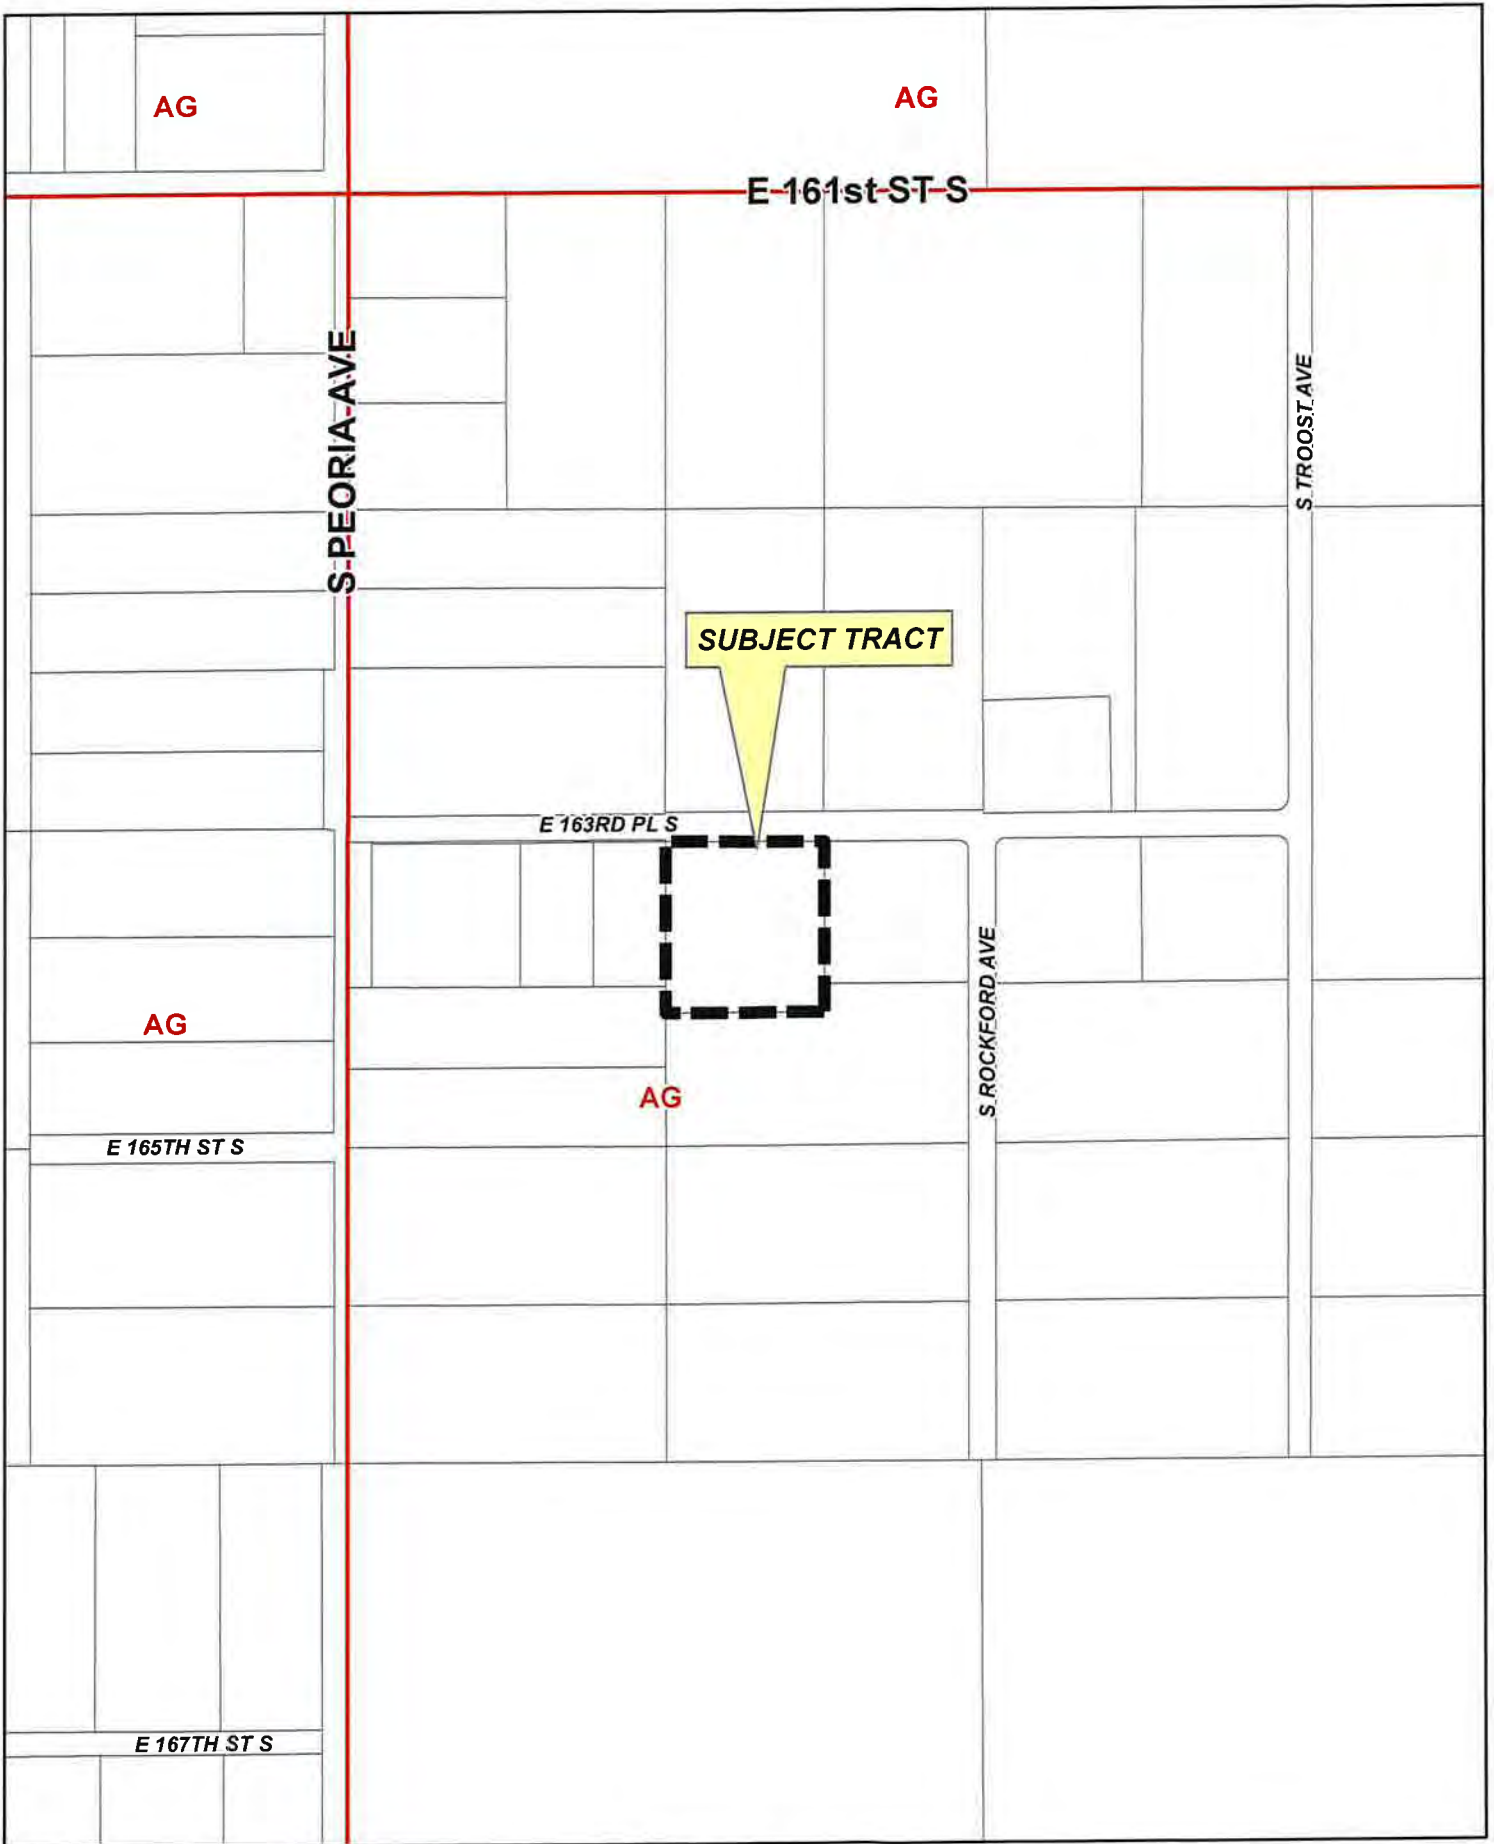 AG
AG
E 161st ST S
S PEORIA AVE
S TROOST AVE
SUBJECT TRACT
E 163RD PL S
S ROCKFORD AVE
AG
AG
E 165TH ST S
E 167TH ST S